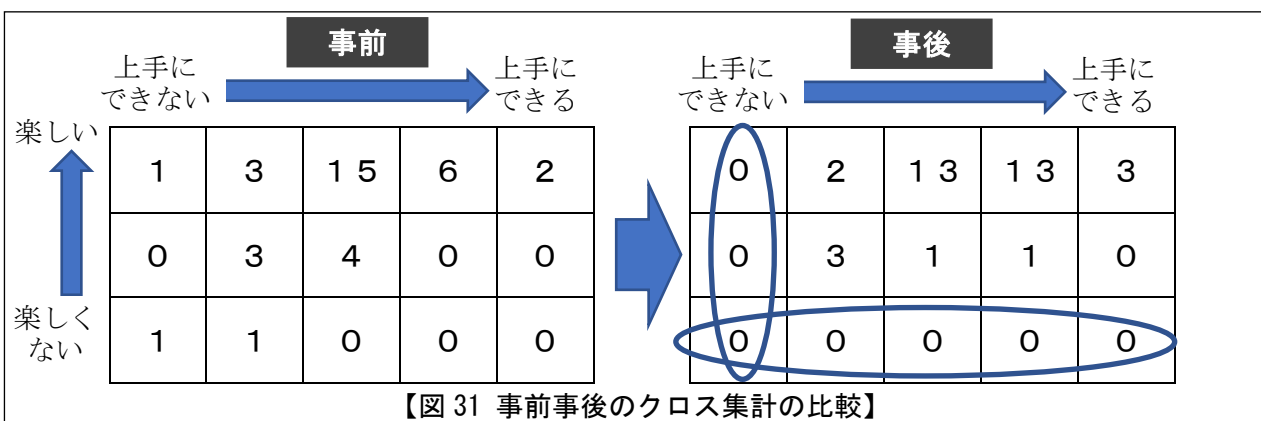 事前
上手に
できない
上手に
できる
楽しい
楽しく
ない
1 3 15 6 2
0 3 4 0 0
1 1 0 0 0
事後
上手に
できない
上手に
できる
0 2 13 13 3
0 3 1 1 0
0 0 0 0 0
【図 31 事前事後のクロス集計の比較】